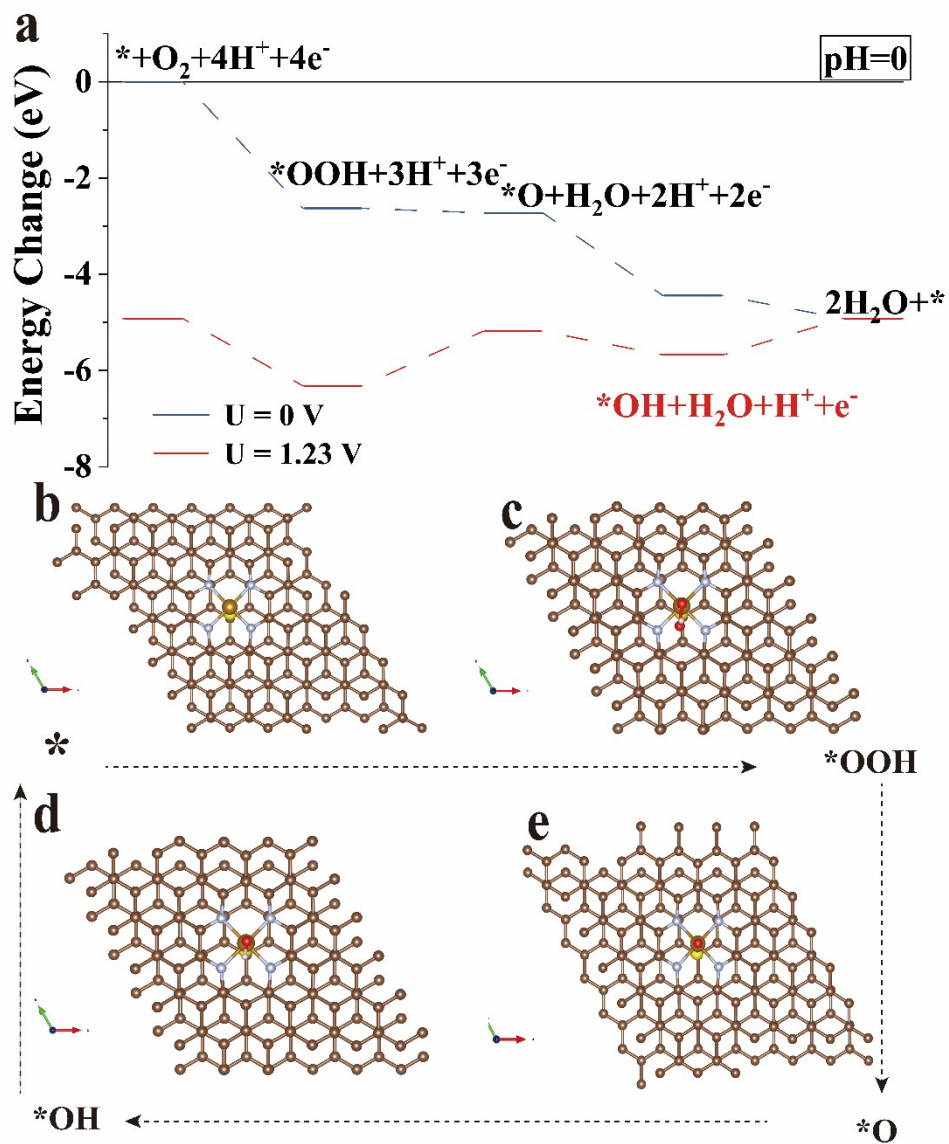 a
*+O₂+4H⁺+4e⁻
pH=0
Energy Change (eV)
0
-2
-4
-6
-8
*OOH+3H⁺+3e⁻
*O+H₂O+2H⁺+2e⁻
2H₂O+*
*OH+H₂O+H⁺+e⁻
U = 0 V
U = 1.23 V
b
c
*
*OOH
d
e
*OH
*O